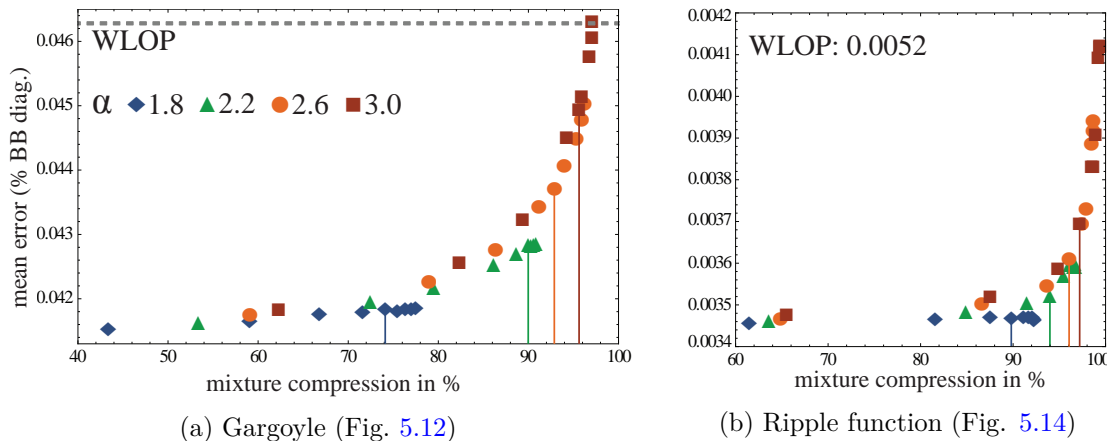 0.046
0.045
0.044
0.043
0.042
mean error (% BB diag.)
WLOP
α 1.8 2.2 2.6 3.0
40 50 60 70 80 90 100
mixture compression in %
(a) Gargoyle (Fig. 5.12)
0.0042
0.0041
0.0040
0.0039
0.0038
0.0037
0.0036
0.0035
0.0034
WLOP: 0.0052
60 70 80 90 100
mixture compression in %
(b) Ripple function (Fig. 5.14)